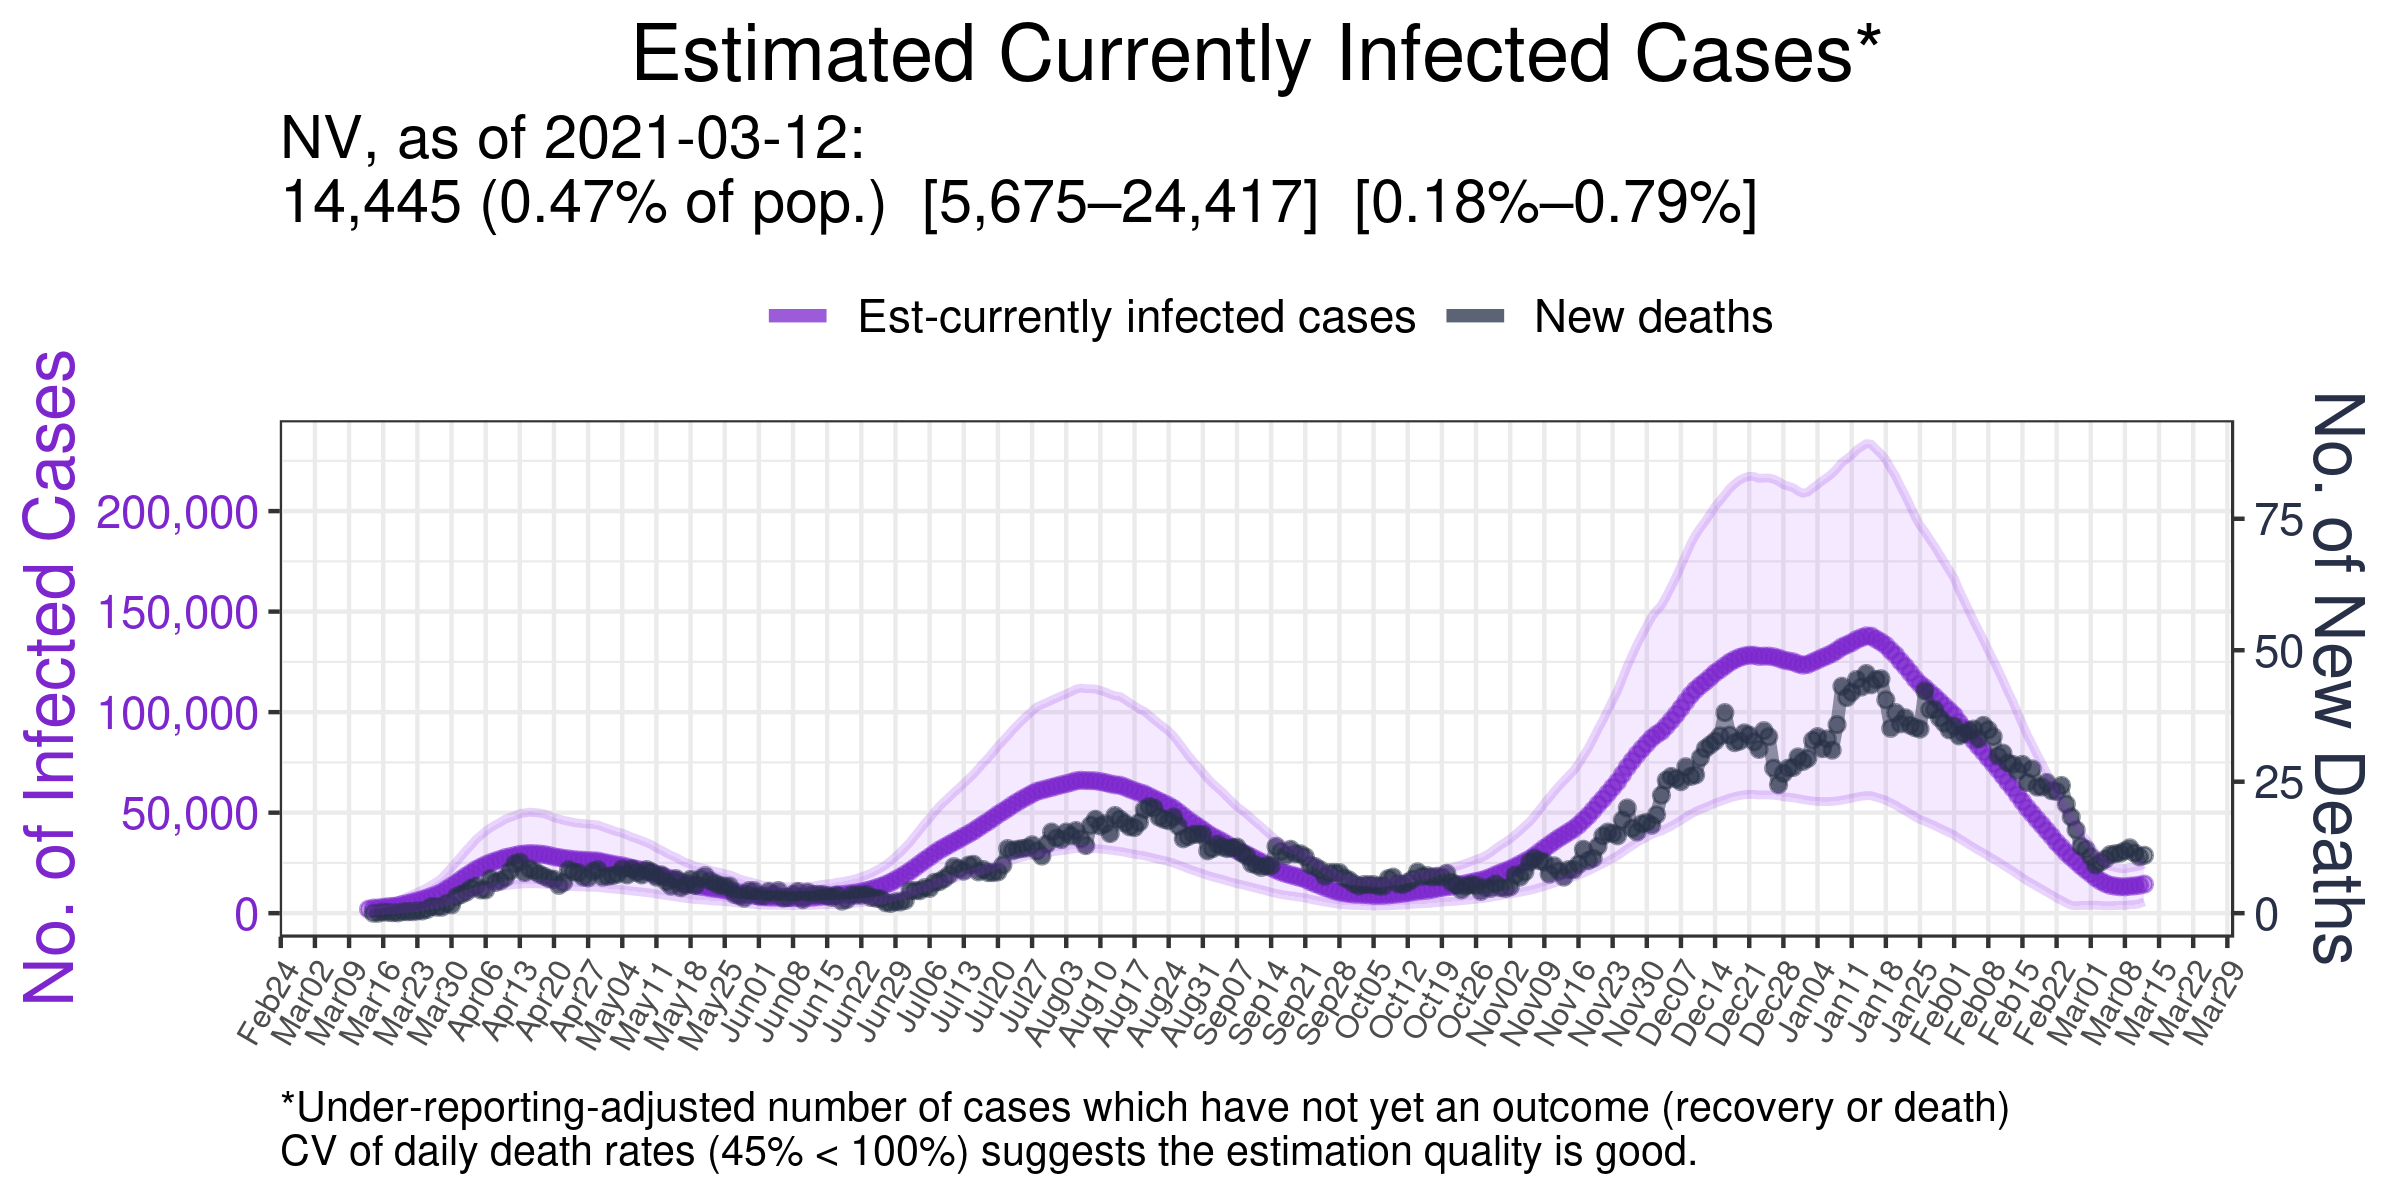 Estimated Currently Infected Cases*
NV, as of 2021-03-12:
14,445 (0.47% of pop.) [5,675–24,417] [0.18%–0.79%]
Est-currently infected cases
New deaths
No. of Infected Cases
200,000
150,000
100,000
50,000
0
No. of New Deaths
75
50
25
0
Feb24
Mar02
Mar09
Mar16
Mar23
Mar30
Apr06
Apr13
Apr20
Apr27
May04
May11
May18
May25
Jun01
Jun08
Jun15
Jun22
Jun29
Jul06
Jul13
Jul20
Jul27
Aug03
Aug10
Aug17
Aug24
Aug31
Sep07
Sep14
Sep21
Sep28
Oct05
Oct12
Oct19
Oct26
Nov02
Nov09
Nov16
Nov23
Nov30
Dec07
Dec14
Dec21
Dec28
Jan04
Jan11
Jan18
Jan25
Feb01
Feb08
Feb15
Feb22
Mar01
Mar08
Mar15
Mar22
Mar29
*Under-reporting-adjusted number of cases which have not yet an outcome (recovery or death)
CV of daily death rates (45% < 100%) suggests the estimation quality is good.